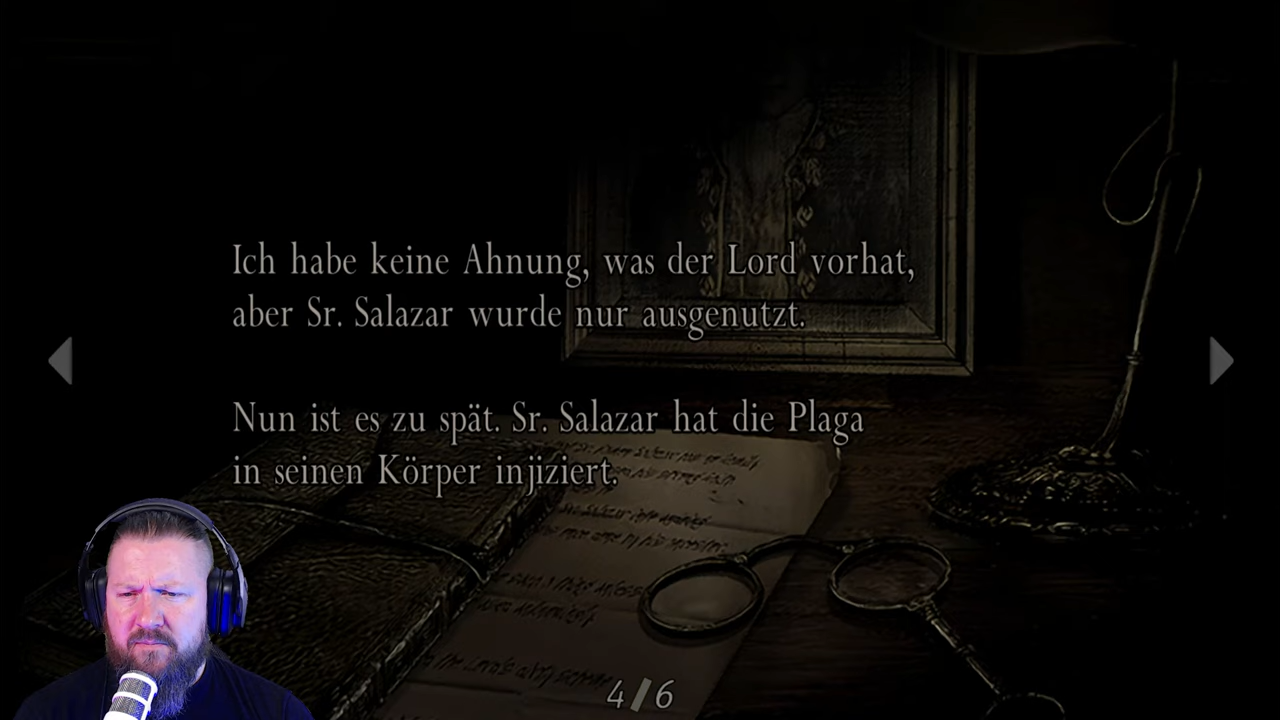 Ich habe keine Ahnung, was der Lord vorhat,
aber Sr. Salazar wurde nur ausgenutzt.
Nun ist es zu spät. Sr. Salazar hat die Plaga
in seinen Körper injiziert.
4/6